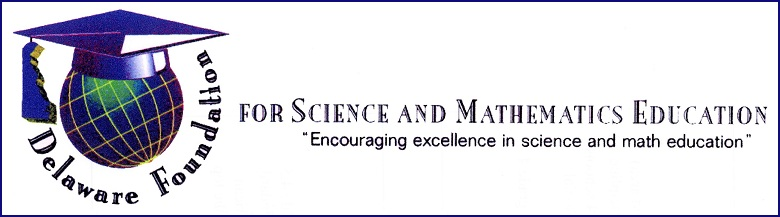 Delaware Foundation
FOR SCIENCE AND MATHEMATICS EDUCATION
"Encouraging excellence in science and math education"